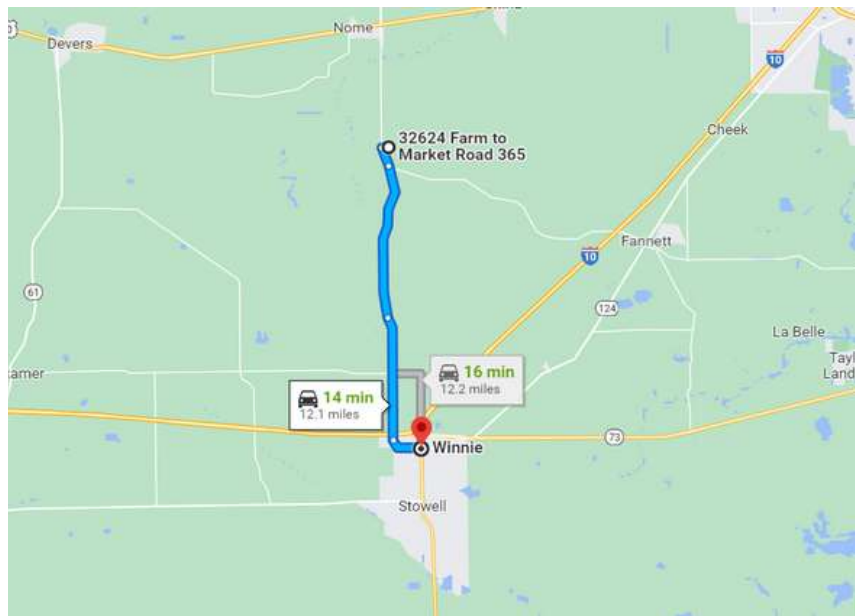 Nome
Devers
10
Cheek
32624 Farm to
Market Road 365
Fannett
10
61
124
La Belle
16 min
12.2 miles
14 min
12.1 miles
73
Winnie
Stowell